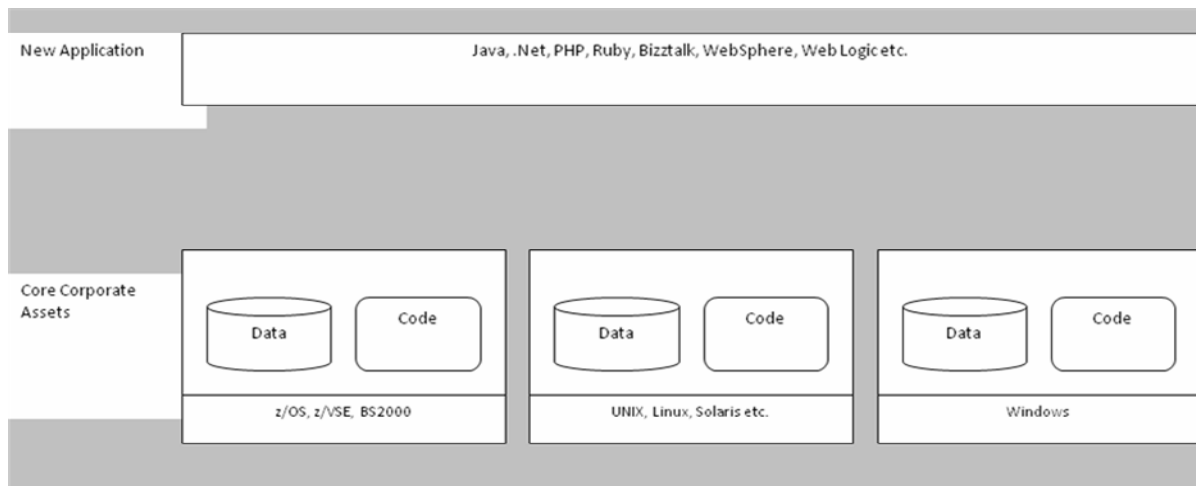 New Application
Java, .Net, PHP, Ruby, Bizztalk, WebSphere, Web Logic etc.
Core Corporate
Assets
Data
Code
Data
Code
Data
Code
z/OS, z/VSE, BS2000
UNIX, Linux, Solaris etc.
Windows